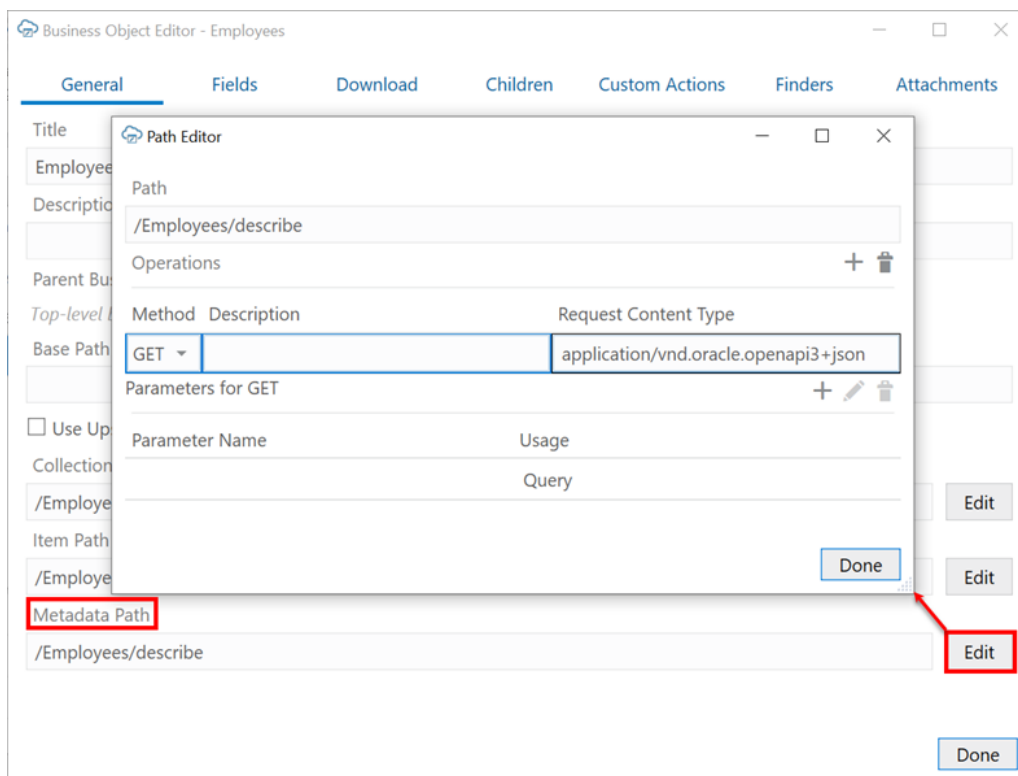 Business Object Editor - Employees
General Fields Download Children Custom Actions Finders Attachments
Title
Path Editor
Employee
Path
Descriptio
/Employees/describe
Operations
Parent Bu
Top-level
Method Description Request Content Type
Base Path
GET application/vnd.oracle.openapi3+json
Parameters for GET
Use Up
Parameter Name Usage
Collection
Query
/Employe Edit
Item Path
Done
/Employe Edit
Metadata Path
/Employees/describe Edit
Done